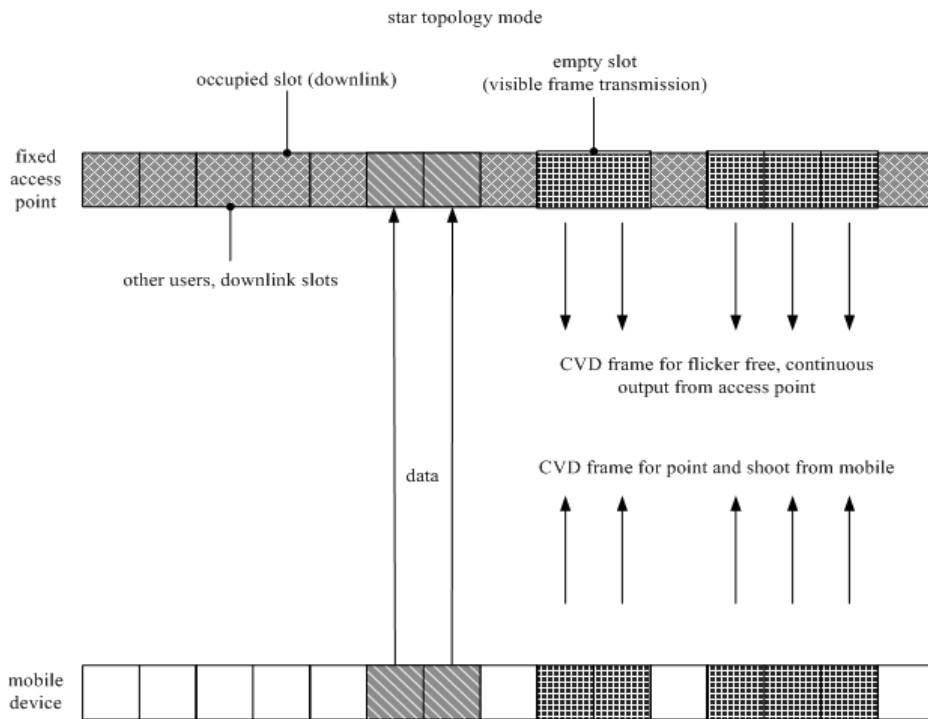 star topology mode
occupied slot (downlink)
empty slot
(visible frame transmission)
fixed
access
point
other users, downlink slots
CVD frame for flicker free, continuous
output from access point
CVD frame for point and shoot from mobile
data
mobile
device